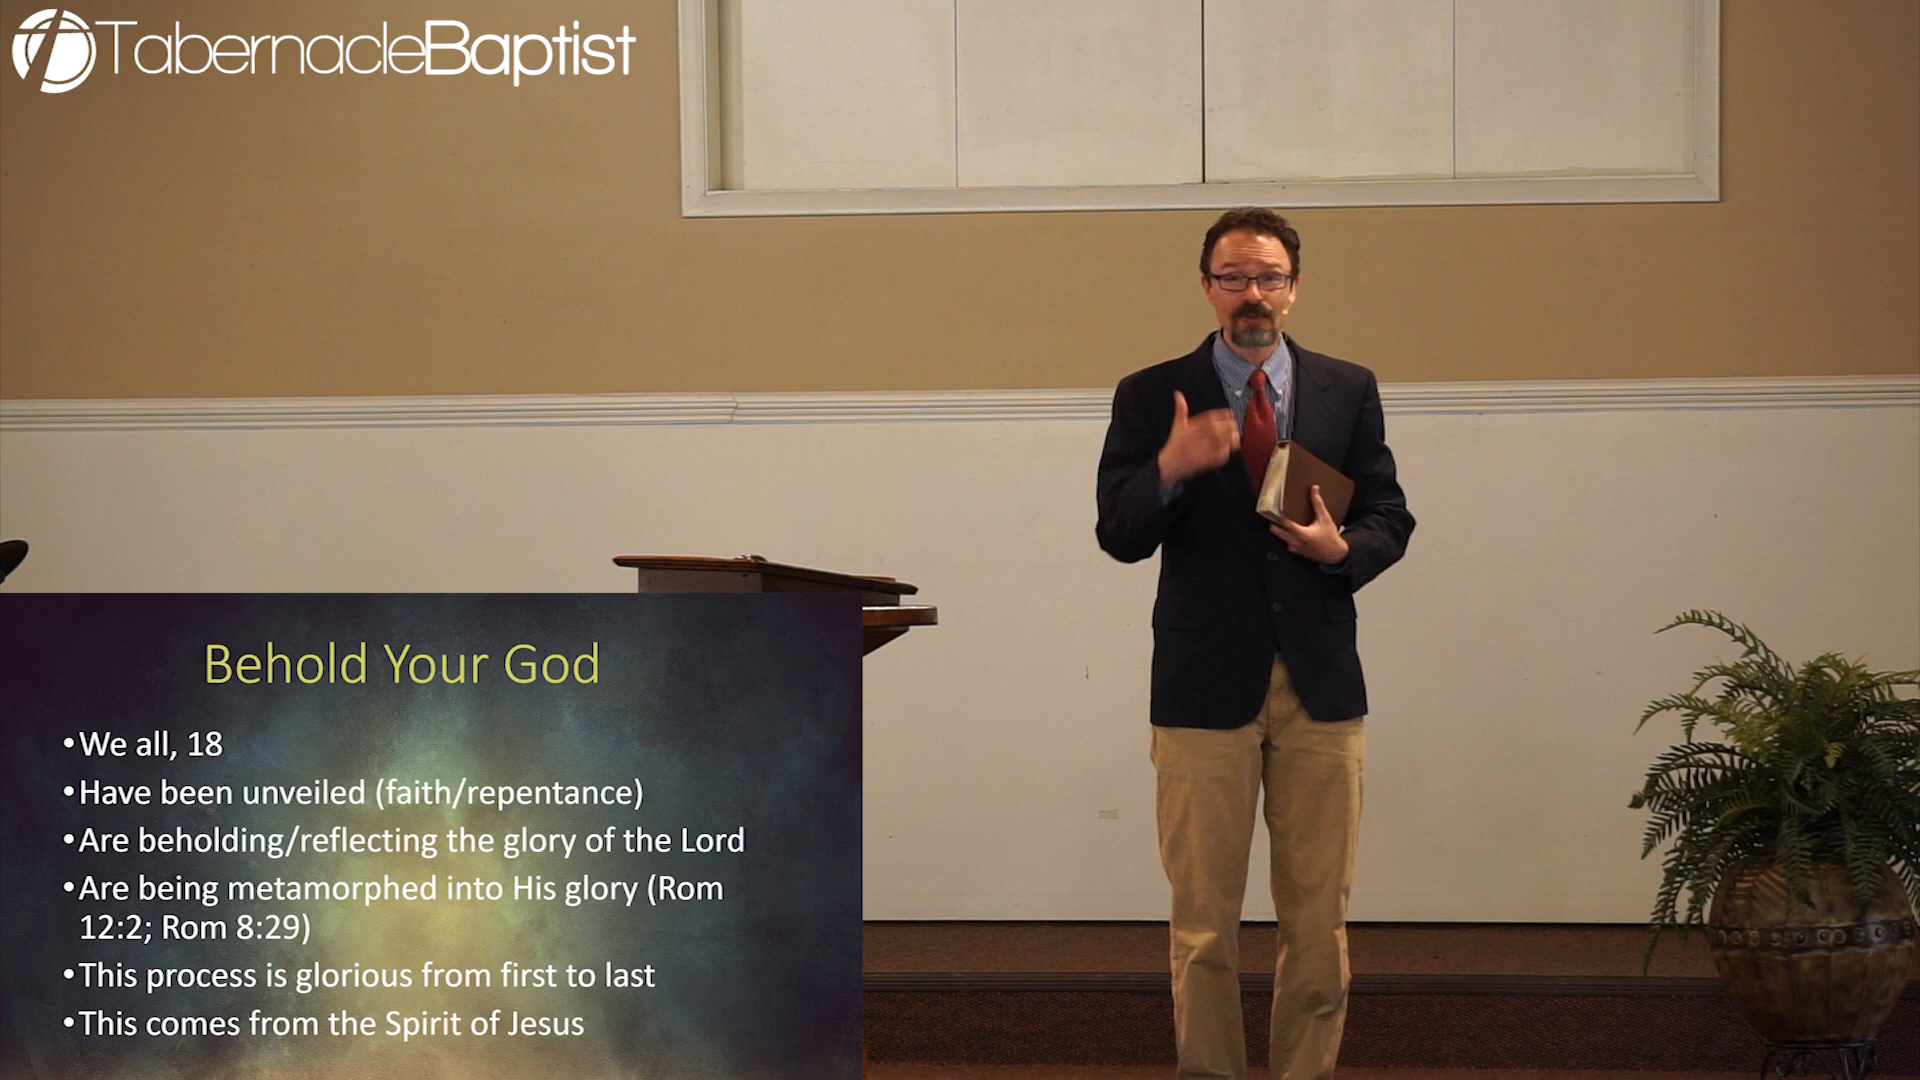 TabernacleBaptist
Behold Your God
•We all, 18
•Have been unveiled (faith/repentance)
•Are beholding/reflecting the glory of the Lord
•Are being metamorphed into His glory (Rom
12:2; Rom 8:29)
•This process is glorious from first to last
•This comes from the Spirit of Jesus